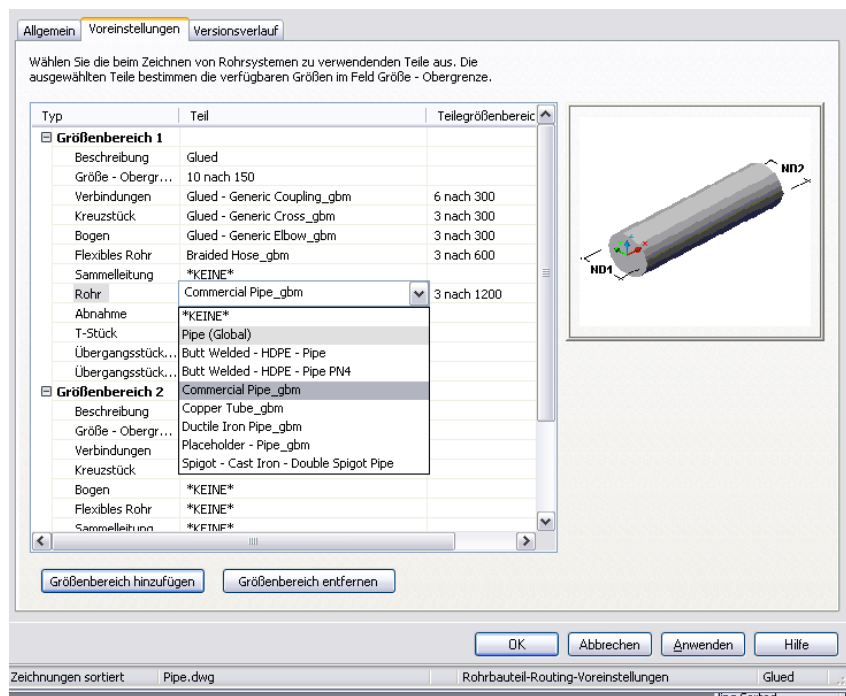 Allgemein Voreinstellungen Versionsverlauf
Wählen Sie die beim Zeichnen von Rohrsystemen zu verwendenden Teile aus. Die
ausgewählten Teile bestimmen die verfügbaren Größen im Feld Größe - Obergrenze.
Typ Teil Teilegrößenbereic
Größenbereich 1
Beschreibung Glued
Größe - Obergr... 10 nach 150
Verbindungen Glued - Generic Coupling_gbm 6 nach 300
Kreuzstück Glued - Generic Cross_gbm 3 nach 300
Bogen Glued - Generic Elbow_gbm 3 nach 300
Flexibles Rohr Braided Hose_gbm 3 nach 600
Sammelleitung *KEINE*
Rohr Commercial Pipe_gbm 3 nach 1200
Abnahme *KEINE*
T-Stück Pipe (Global)
Übergangsstück... Butt Welded - HDPE - Pipe
Übergangsstück... Butt Welded - HDPE - Pipe PN4
Größenbereich 2 Commercial Pipe_gbm
Beschreibung Copper Tube_gbm
Größe - Obergr... Ductile Iron Pipe_gbm
Verbindungen Placeholder - Pipe_gbm
Kreuzstück Spigot - Cast Iron - Double Spigot Pipe
Bogen *KEINE*
Flexibles Rohr *KEINE*
Sammelleitung *KEINE*
ND2
ND1
Größenbereich hinzufügen Größenbereich entfernen
OK Abbrechen Anwenden Hilfe
Zeichnungen sortiert Pipe.dwg Rohrbauteil-Routing-Voreinstellungen Glued